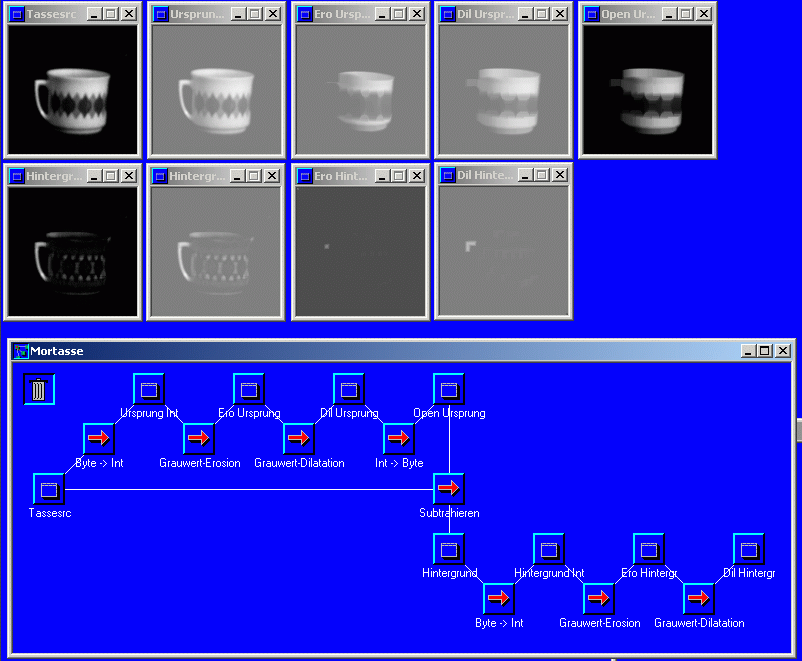 Tassesrc
Ursprun...
Ero Ursp...
Dil Urspr...
Open Ur...
Hintergr...
Hintergr...
Ero Hint...
Dil Hinte...
Mortasse
Ursprung Int
Ero Ursprung
Dil Ursprung
Open Ursprung
Byte -> Int
Grauwert-Erosion
Grauwert-Dilatation
Int -> Byte
Tassesrc
Subtrahieren
Hintergrund
Hintergrund Int
Ero Hintergr
Dil Hintergr
Byte -> Int
Grauwert-Erosion
Grauwert-Dilatation